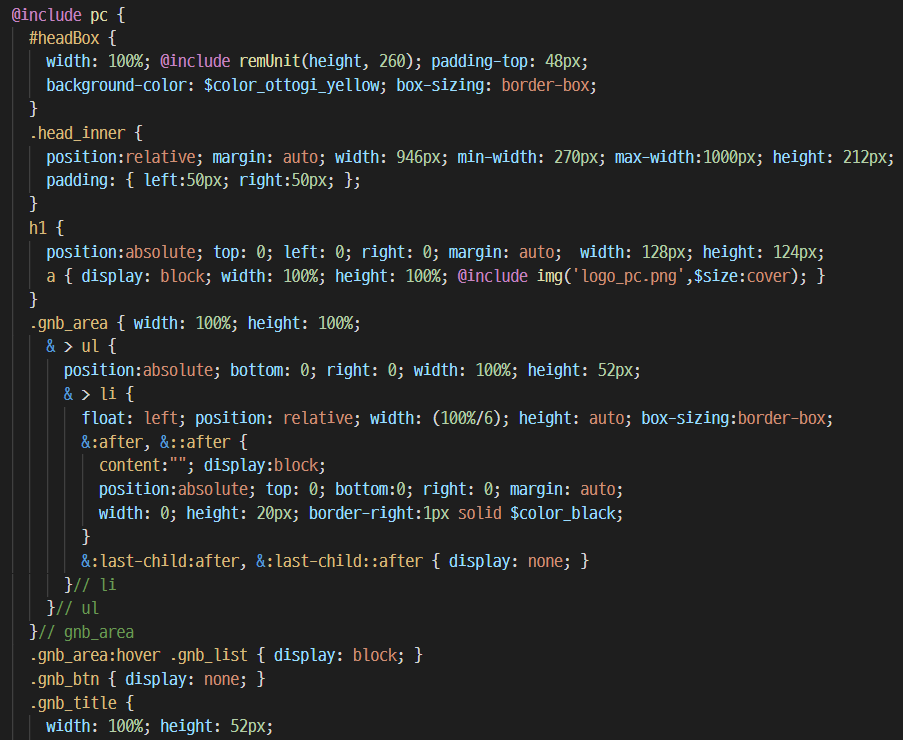 @include pc {
#headBox {
width: 100%; @include remUnit(height, 260); padding-top: 48px;
background-color: $color_ottogi_yellow; box-sizing: border-box;
}
.head_inner {
position:relative; margin: auto; width: 946px; min-width: 270px; max-width:1000px; height: 212px;
padding: { left:50px; right:50px; };
}
h1 {
position:absolute; top: 0; left: 0; right: 0; margin: auto;  width: 128px; height: 124px;
a { display: block; width: 100%; height: 100%; @include img('logo_pc.png',$size:cover); }
}
.gnb_area { width: 100%; height: 100%;
& > ul {
position:absolute; bottom: 0; right: 0; width: 100%; height: 52px;
& > li {
float: left; position: relative; width: (100%/6); height: auto; box-sizing:border-box;
&:after, &::after {
content:""; display:block;
position:absolute; top: 0; bottom:0; right: 0; margin: auto;
width: 0; height: 20px; border-right:1px solid $color_black;
}
&:last-child:after, &:last-child::after { display: none; }
}// li
}// ul
}// gnb_area
.gnb_area:hover .gnb_list { display: block; }
.gnb_btn { display: none; }
.gnb_title {
width: 100%; height: 52px;